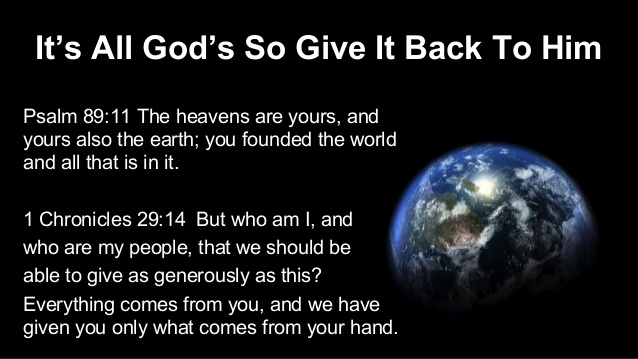 It’s All God’s So Give It Back To Him
Psalm 89:11 The heavens are yours, and
yours also the earth; you founded the world
and all that is in it.
1 Chronicles 29:14  But who am I, and
who are my people, that we should be
able to give as generously as this?
Everything comes from you, and we have
given you only what comes from your hand.